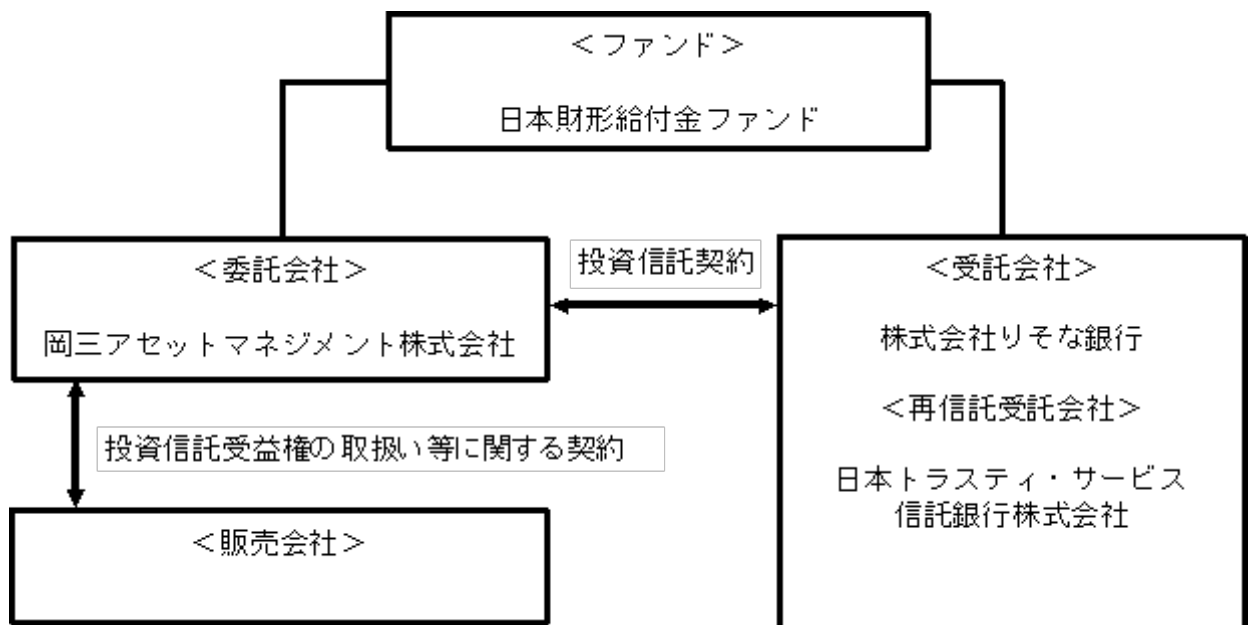 ＜ファンド＞
日本財形給付金ファンド
＜委託会社＞
岡三アセットマネジメント株式会社
投資信託契約
＜受託会社＞
株式会社りそな銀行
＜再信託受託会社＞
日本トラスティ・サービス
信託銀行株式会社
投資信託受益権の取扱い等に関する契約
＜販売会社＞